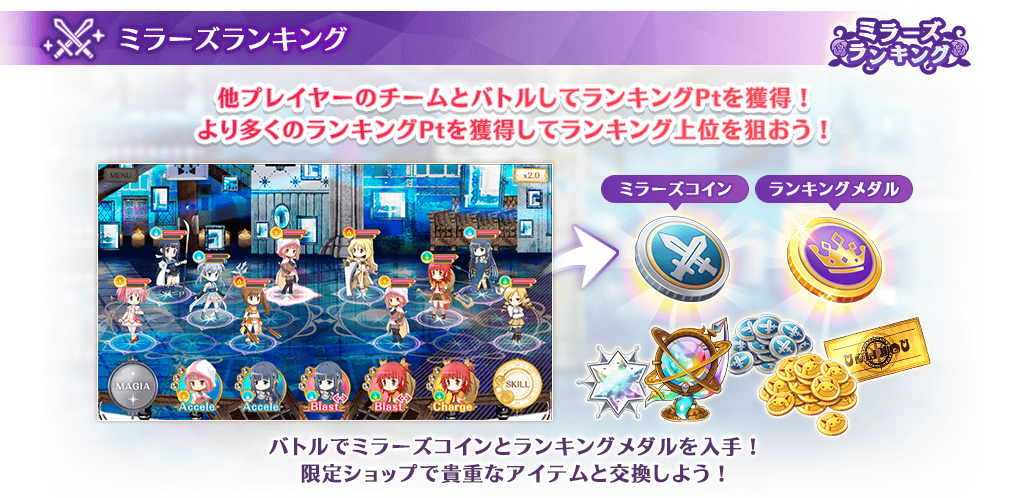 ミラーズランキング
ミラーズ
ランキング
他プレイヤーのチームとバトルしてランキングPtを獲得！
より多くのランキングPtを獲得してランキング上位を狙おう！
MENU
x2.0
ミラーズコイン
ランキングメダル
MAGIA
Accele
Accele
Blast
Blast
Charge
SKILL
バトルでミラーズコインとランキングメダルを入手！
限定ショップで貴重なアイテムと交換しよう！